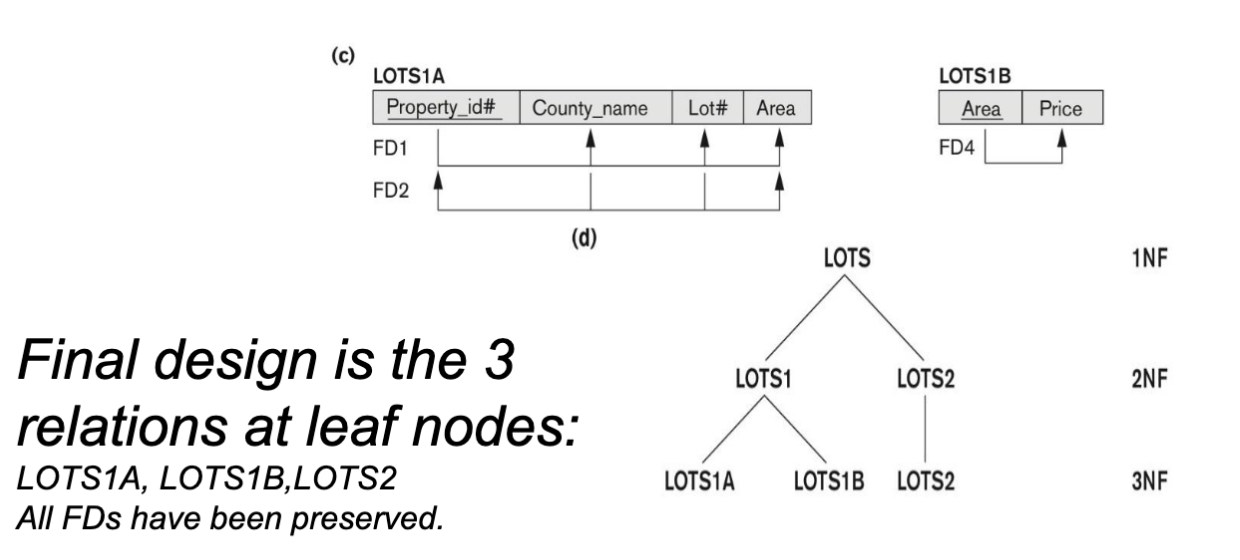 (c)
LOTS1A LOTS1B
Property_id# County_name Lot# Area Area Price
FD1 FD4
FD2
(d)
LOTS 1NF
LOTS1 LOTS2 2NF
LOTS1A LOTS1B LOTS2 3NF
Final design is the 3
relations at leaf nodes:
LOTS1A, LOTS1B,LOTS2
All FDs have been preserved.